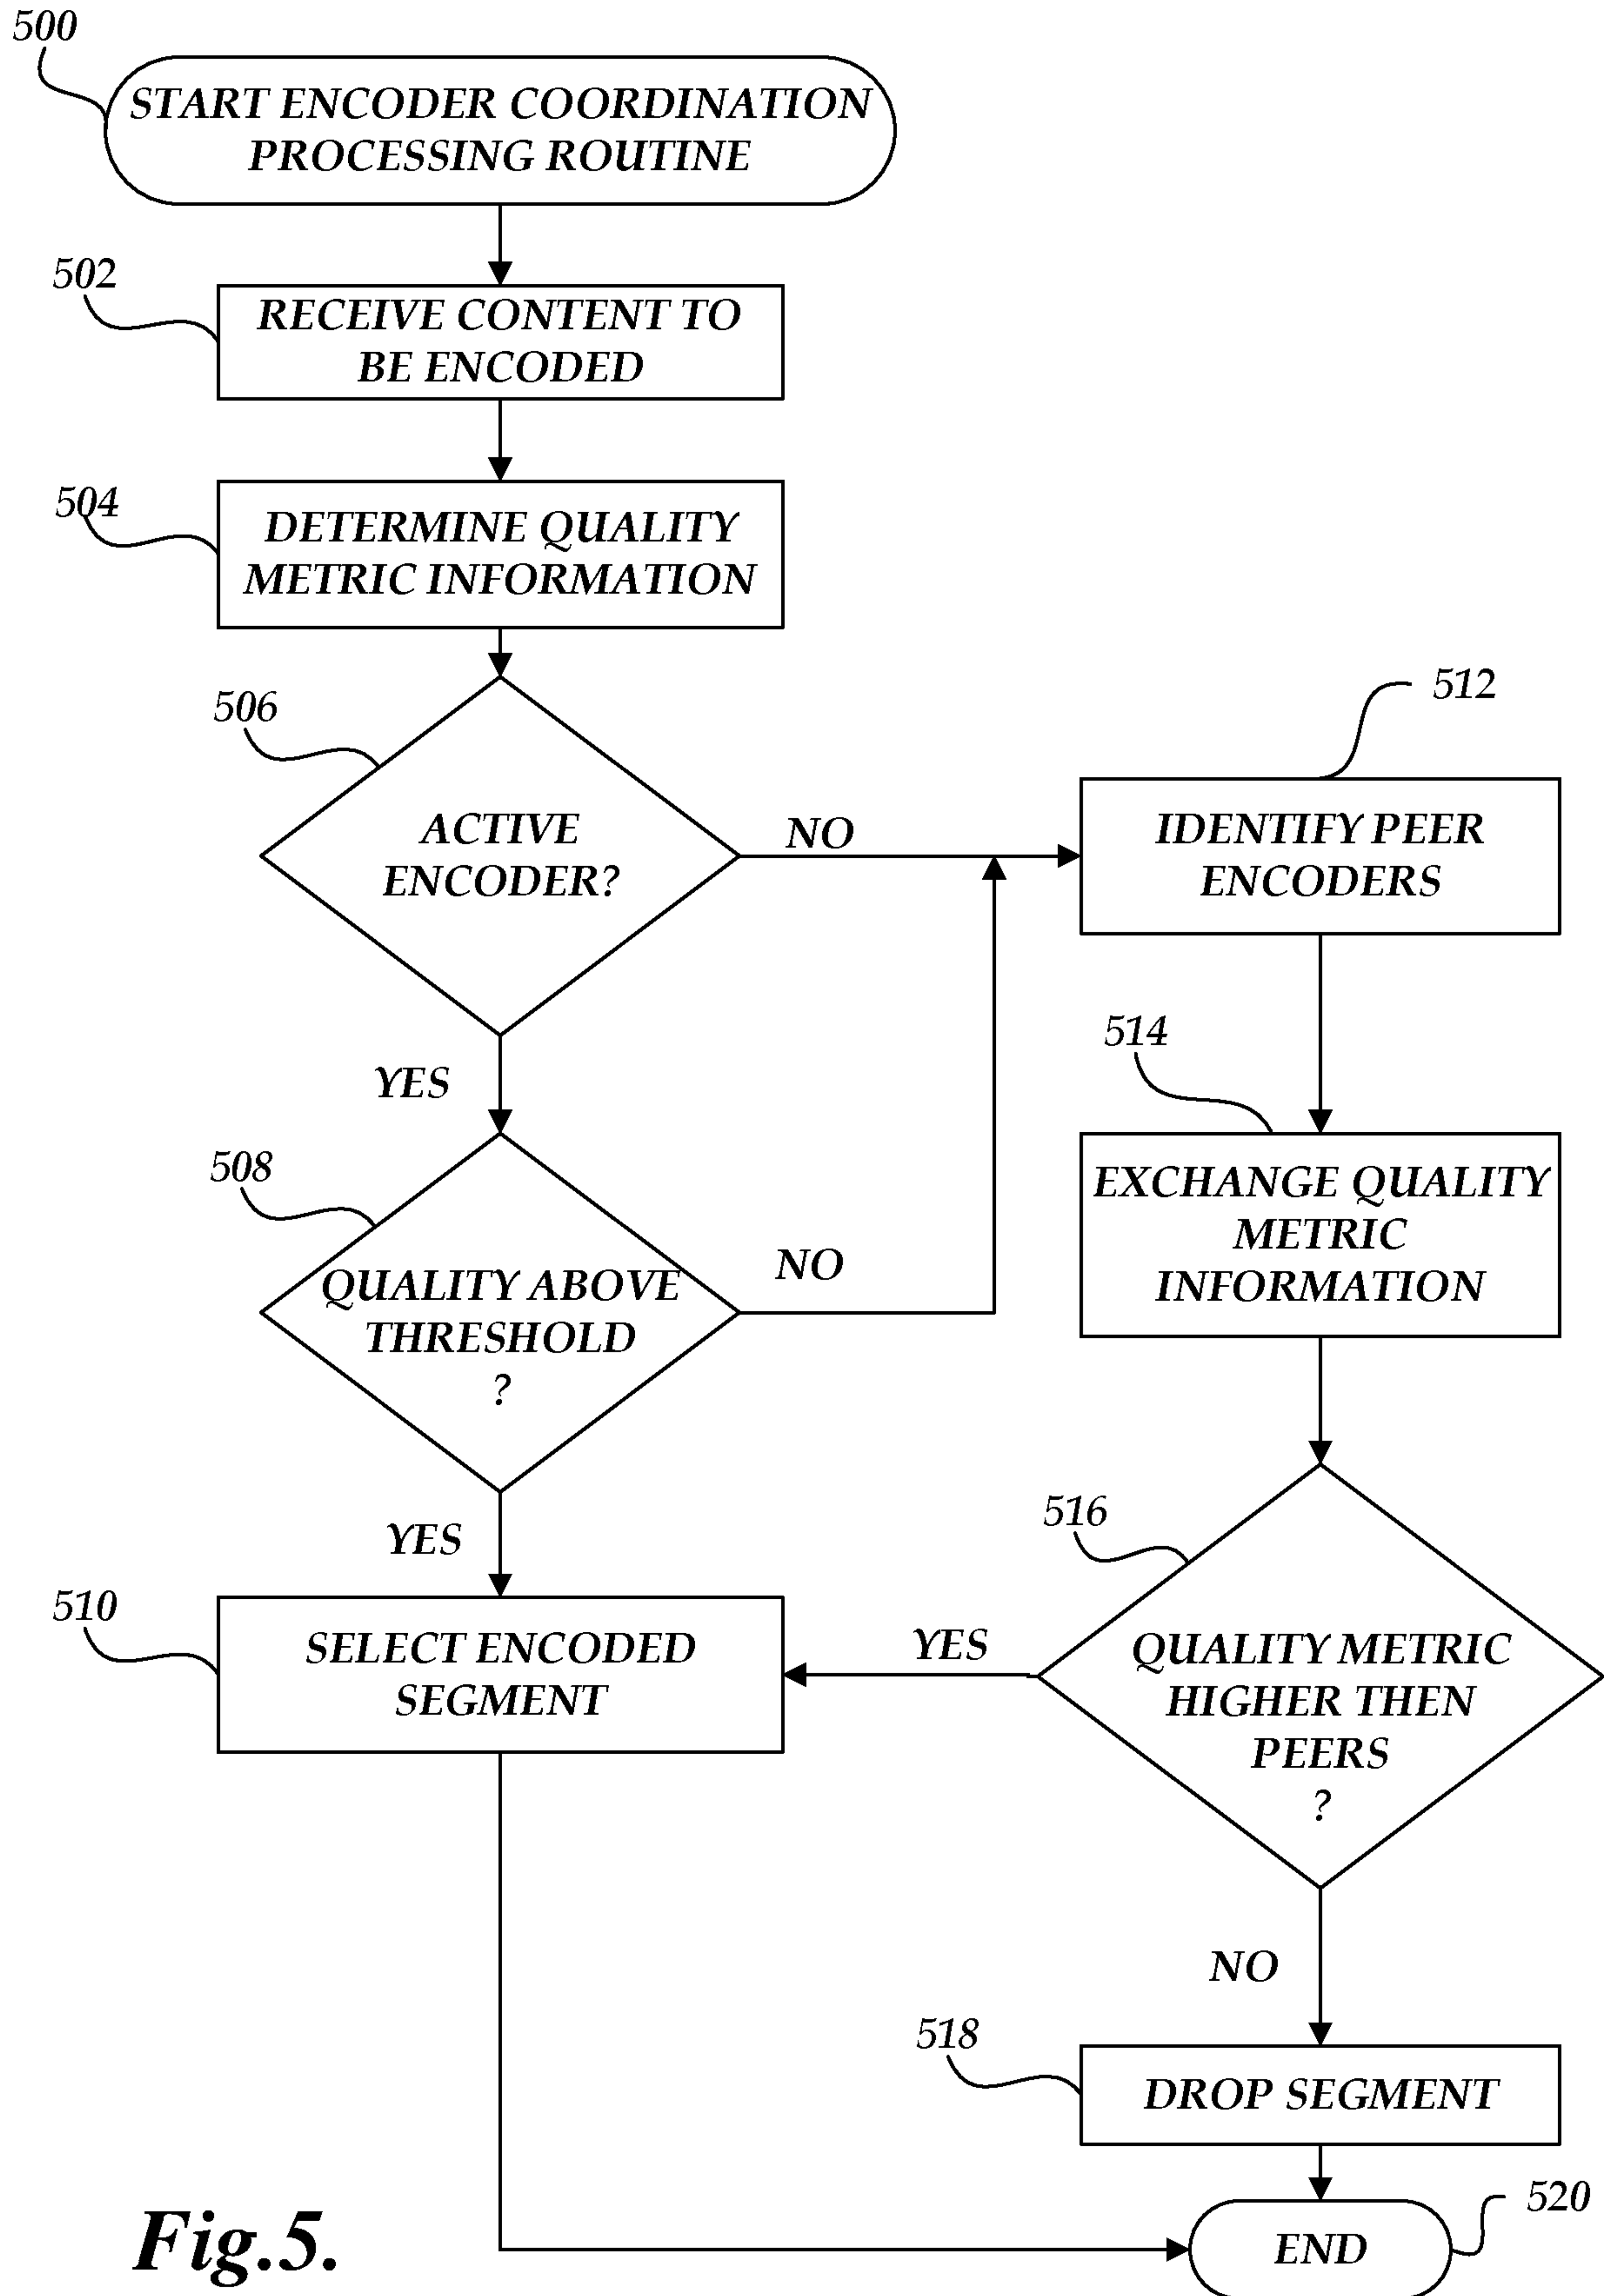 500
START ENCODER COORDINATION
PROCESSING ROUTINE
502
RECEIVE CONTENT TO
BE ENCODED
504
DETERMINE QUALITY
METRIC INFORMATION
506
ACTIVE
ENCODER?
NO
YES
512
IDENTIFY PEER
ENCODERS
508
QUALITY ABOVE
THRESHOLD
?
NO
YES
514
EXCHANGE QUALITY
METRIC
INFORMATION
510
SELECT ENCODED
SEGMENT
516
QUALITY METRIC
HIGHER THEN
PEERS
?
YES
NO
518
DROP SEGMENT
520
END
Fig.5.